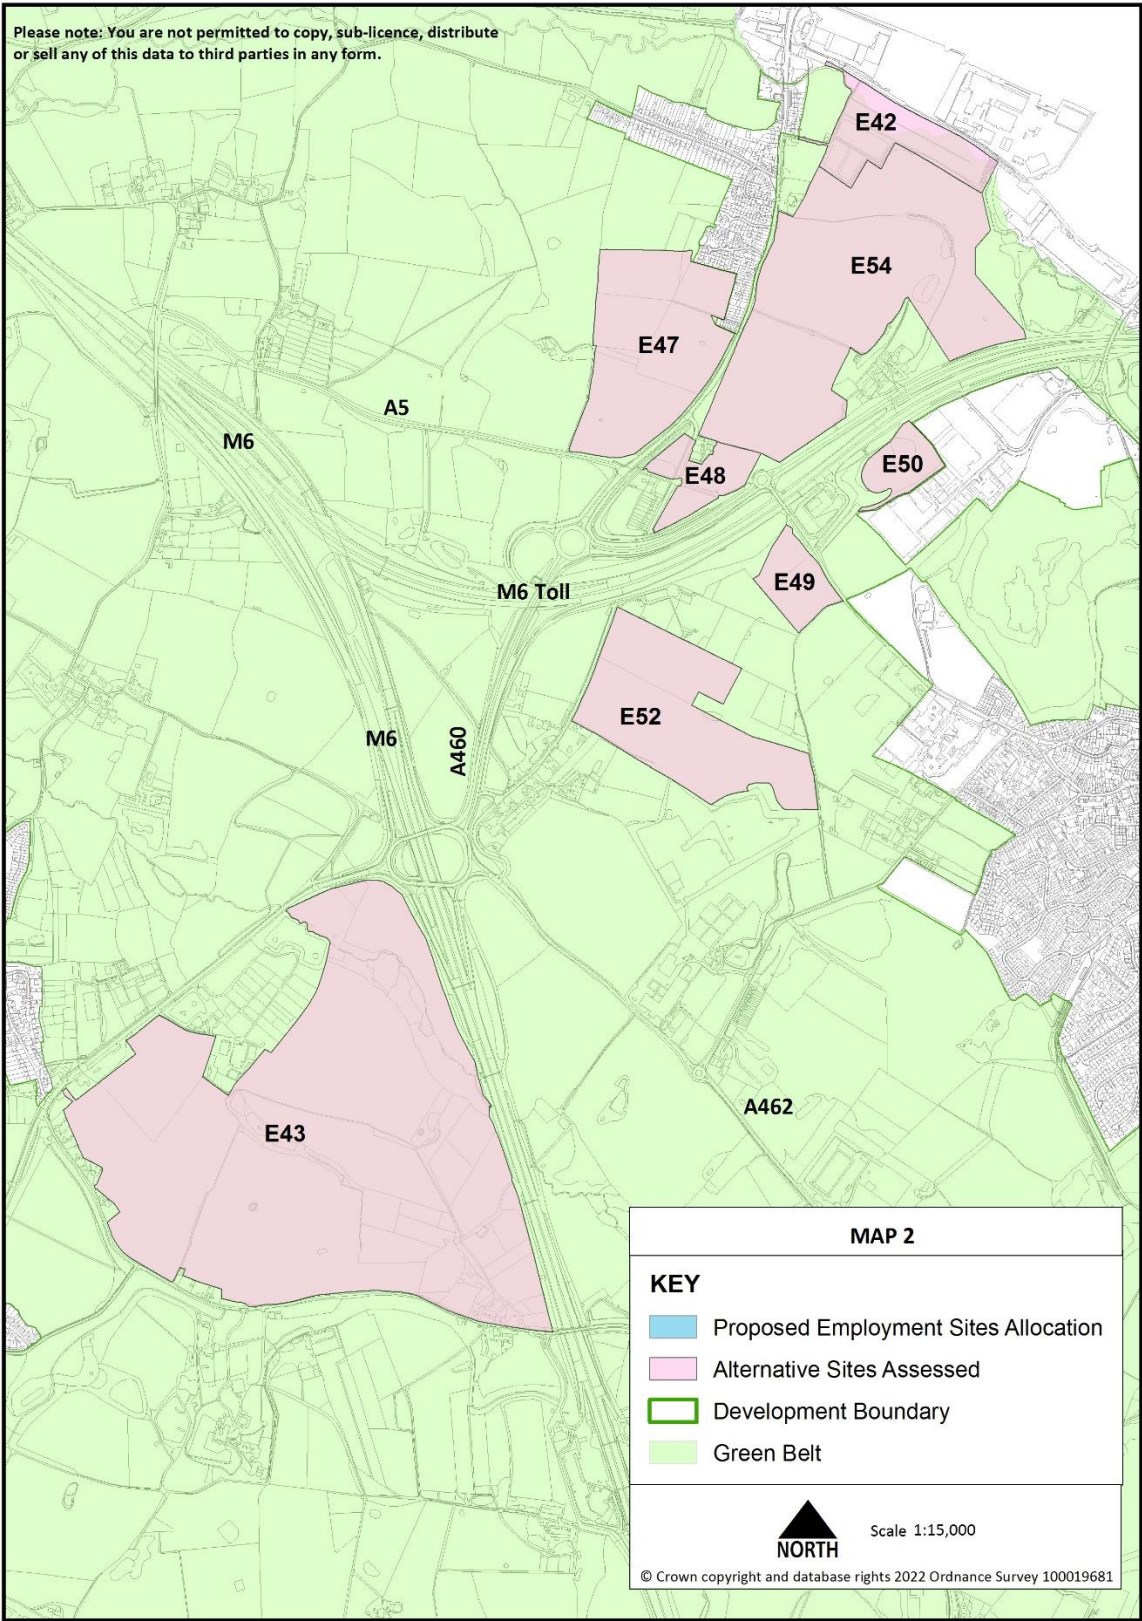 Please note: You are not permitted to copy, sub-licence, distribute
or sell any of this data to third parties in any form.
E42
E54
E47
A5
M6
E50
E48
E49
M6 Toll
E52
M6
A460
E43
A462
MAP 2
KEY
Proposed Employment Sites Allocation
Alternative Sites Assessed
Development Boundary
Green Belt
NORTH
Scale 1:15,000
© Crown copyright and database rights 2022 Ordnance Survey 100019681